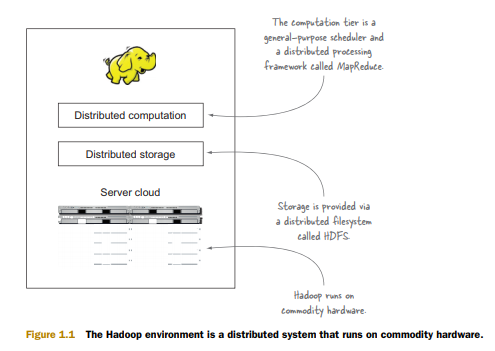 The computation tier is a
general-purpose scheduler and
a distributed processing
framework called MapReduce.
Distributed computation
Distributed storage
Server cloud
Storage is provided via
a distributed filesystem
called HDFS.
Hadoop runs on
commodity hardware.
Figure 1.1 The Hadoop environment is a distributed system that runs on commodity hardware.